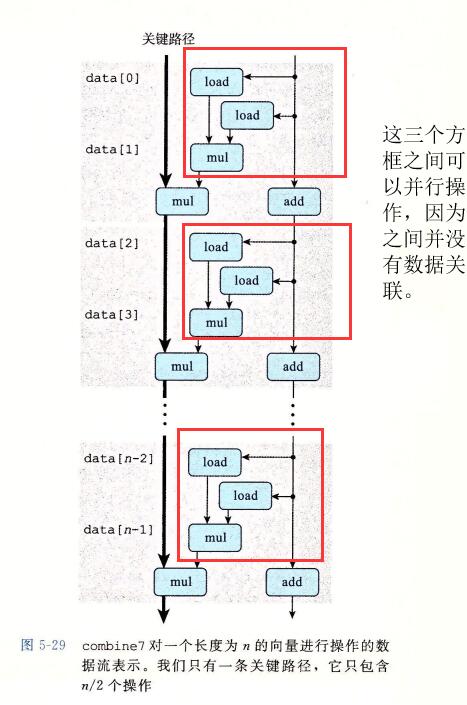 关键路径
data[0]
load
load
data[1]
mul
mul
add
data[2]
load
load
data[3]
mul
mul
add
data[n-2]
load
load
data[n-1]
mul
mul
add
这三个方
框之间可
以并行操
作，因为
之间并没
有数据关
联。
图 5-29 combine7 对一个长度为 n 的向量进行操作的数
据流表示。我们只有一条关键路径，它只包含
n/2 个操作